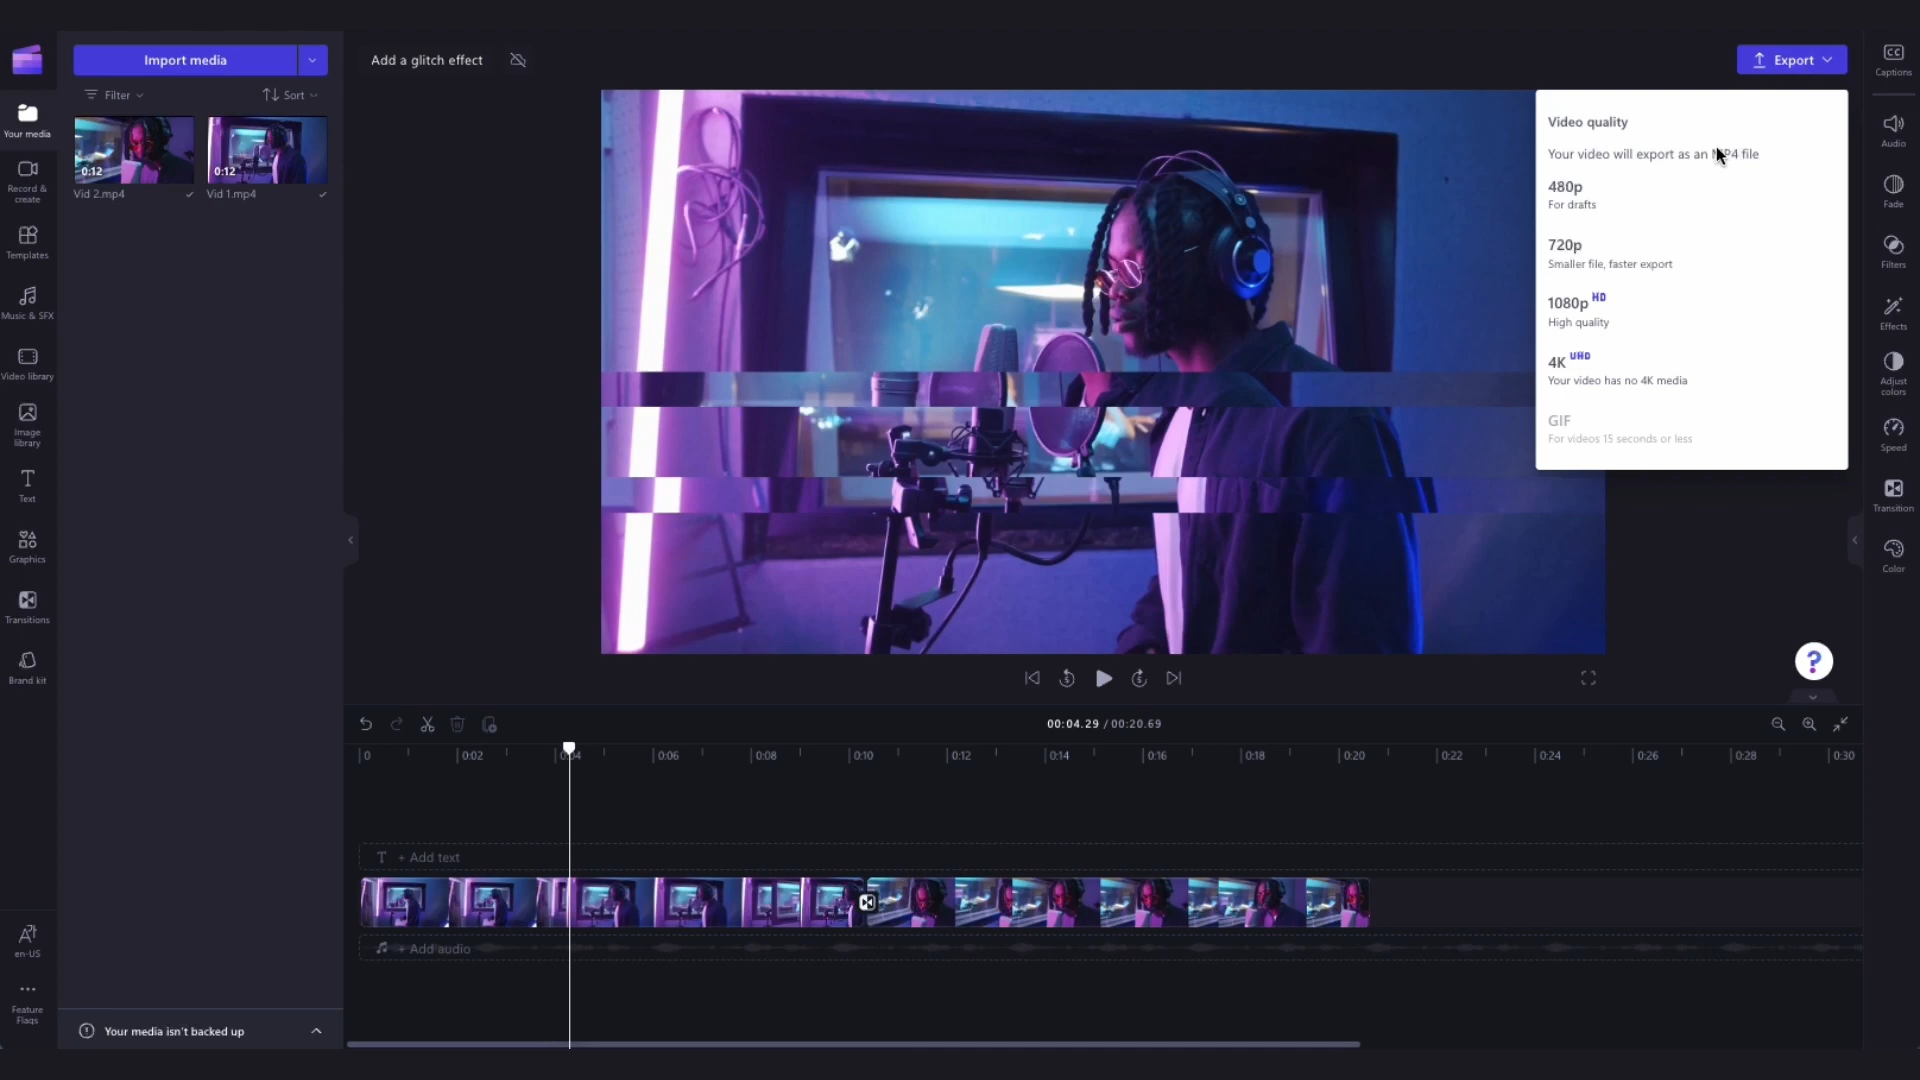 Import media
Add a glitch effect
Export
Filter
Sort
Your media
0:12
Vid 2.mp4
0:12
Vid 1.mp4
Record &
create
Templates
Music & SFX
Video library
Image
library
Text
Graphics
Transitions
Brand kit
A
en-US
Feature
Flags
Your media isn't backed up
Video quality
Your video will export as an MP4 file
480p
For drafts
720p
Smaller file, faster export
1080p HD
High quality
4K UHD
Your video has no 4K media
GIF
For videos 15 seconds or less
CC
Captions
Audio
Fade
Filters
Effects
Adjust
colors
Speed
Transition
Color
?
5
5
00:04.29 / 00:20.69
0 0:02 0:04 0:06 0:08 0:10 0:12 0:14 0:16 0:18 0:20 0:22 0:24 0:26 0:28 0:30
T + Add text
+ Add audio